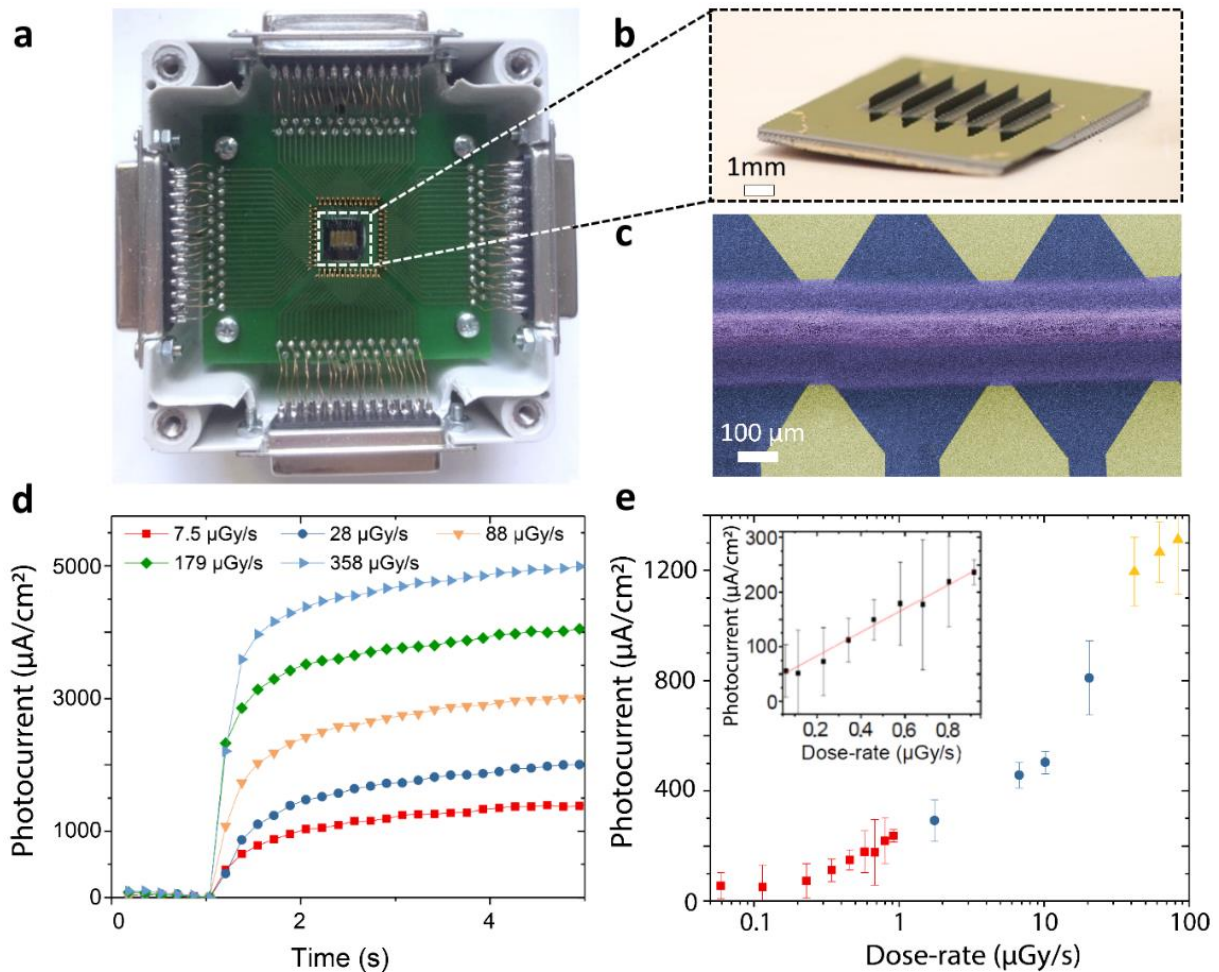 a
b
1mm
c
100 µm
d
7.5 µGy/s
28 µGy/s
88 µGy/s
179 µGy/s
358 µGy/s
Photocurrent (µA/cm²)
5000
3000
1000
0
0
2
4
Time (s)
e
Photocurrent (µA/cm²)
1200
800
400
0
0.1
1
10
100
Dose-rate (µGy/s)
Photocurrent (µA/cm²)
300
200
100
0
0.2
0.4
0.6
0.8
Dose-rate (µGy/s)